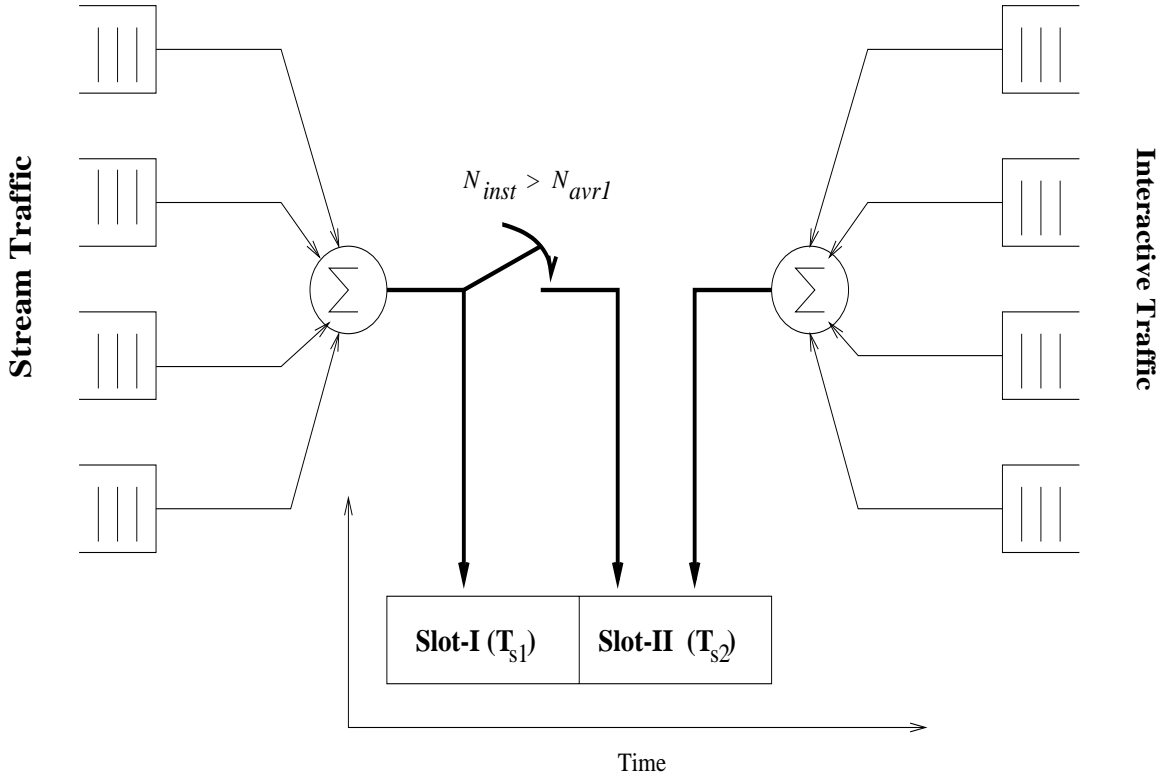 Stream Traffic
N_inst > N_avr1
Interactive Traffic
Σ
Σ
Slot-I (T_s1)
Slot-II (T_s2)
Time